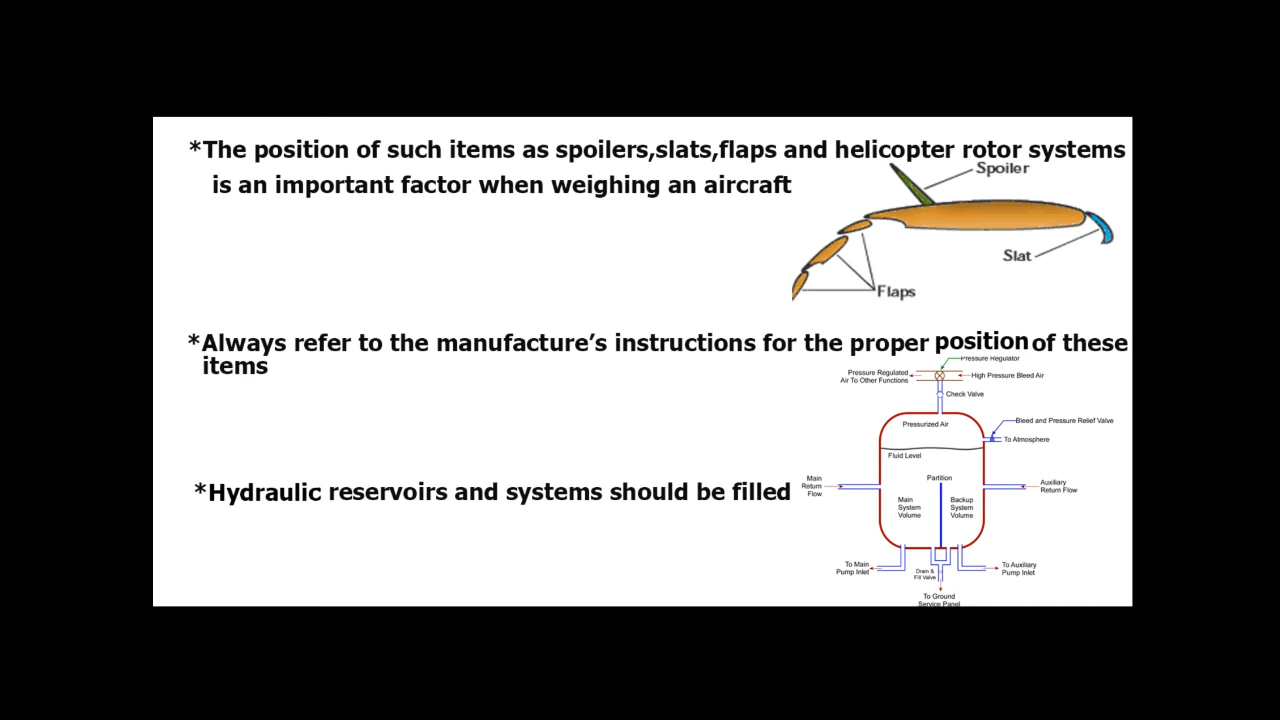 *The position of such items as spoilers,slats,flaps and helicopter rotor systems
is an important factor when weighing an aircraft
Spoiler
Slat
Flaps
*Always refer to the manufacture’s instructions for the proper position of these
items
Pressure Regulator
Pressure Regulated
Air To Other Functions
High Pressure Bleed Air
Check Valve
Pressurized Air
Bleed and Pressure Relief Valve
To Atmosphere
Fluid Level
*Hydraulic reservoirs and systems should be filled
Main
Return
Flow
Partition
Auxiliary
Return Flow
Main
System
Volume
Backup
System
Volume
To Main
Pump Inlet
Drain &
Fill Valve
To Auxiliary
Pump Inlet
To Ground
Service Panel